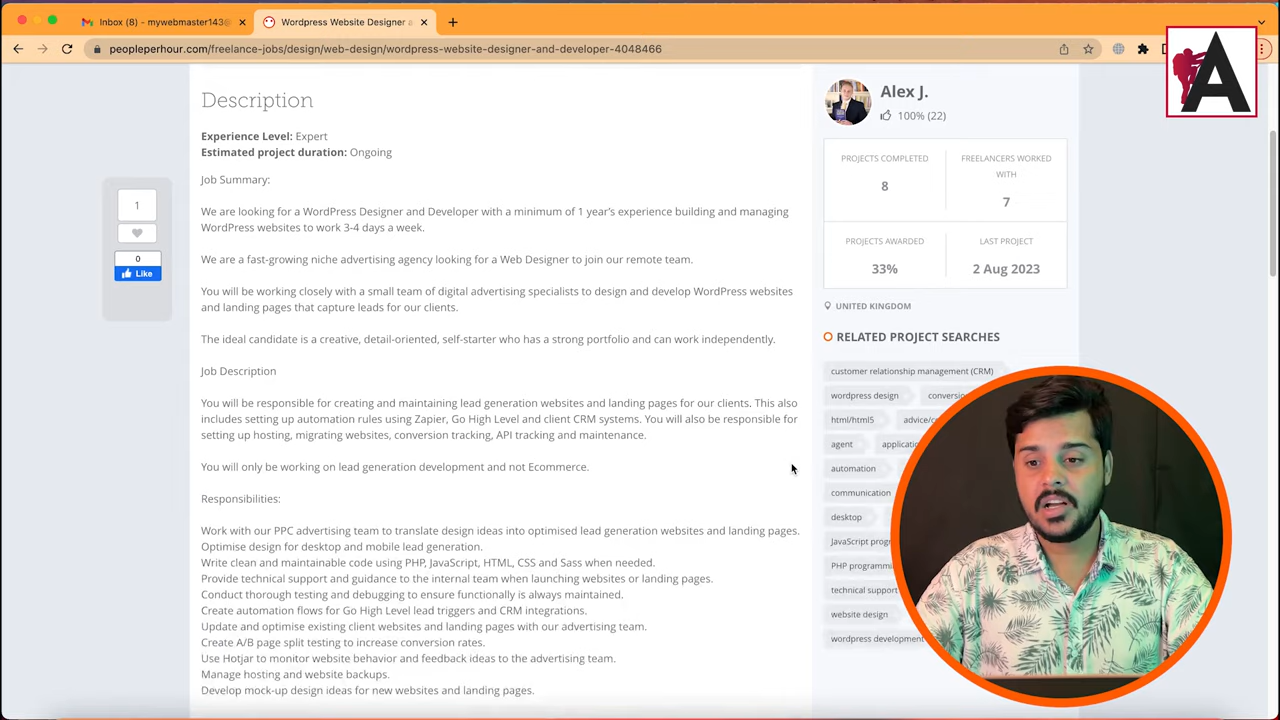 Inbox (8) - mywebmaster143@
Wordpress Website Designer a
peopleperhour.com/freelance-jobs/design/web-design/wordpress-website-designer-and-developer-4048466
A
Description
Experience Level: Expert
Estimated project duration: Ongoing
Job Summary:
We are looking for a WordPress Designer and Developer with a minimum of 1 year's experience building and managing
WordPress websites to work 3-4 days a week.
We are a fast-growing niche advertising agency looking for a Web Designer to join our remote team.
You will be working closely with a small team of digital advertising specialists to design and develop WordPress websites
and landing pages that capture leads for our clients.
The ideal candidate is a creative, detail-oriented, self-starter who has a strong portfolio and can work independently.
Job Description
You will be responsible for creating and maintaining lead generation websites and landing pages for our clients. This also
includes setting up automation rules using Zapier, Go High Level and client CRM systems. You will also be responsible for
setting up hosting, migrating websites, conversion tracking, API tracking and maintenance.
You will only be working on lead generation development and not Ecommerce.
Responsibilities:
Work with our PPC advertising team to translate design ideas into optimised lead generation websites and landing pages.
Optimise design for desktop and mobile lead generation.
Write clean and maintainable code using PHP, JavaScript, HTML, CSS and Sass when needed.
Provide technical support and guidance to the internal team when launching websites or landing pages.
Conduct thorough testing and debugging to ensure functionally is always maintained.
Create automation flows for Go High Level lead triggers and CRM integrations.
Update and optimise existing client websites and landing pages with our advertising team.
Create A/B page split testing to increase conversion rates.
Use Hotjar to monitor website behavior and feedback ideas to the advertising team.
Manage hosting and website backups.
Develop mock-up design ideas for new websites and landing pages.
1
0
Like
Alex J.
100% (22)
PROJECTS COMPLETED
8
FREELANCERS WORKED
WITH
7
PROJECTS AWARDED
33%
LAST PROJECT
2 Aug 2023
UNITED KINGDOM
RELATED PROJECT SEARCHES
customer relationship management (CRM)
wordpress design
conversio
html/html5
advice/c
agent
applicatio
automation
communication
desktop
JavaScript prog
PHP programmi
technical support
website design
wordpress development